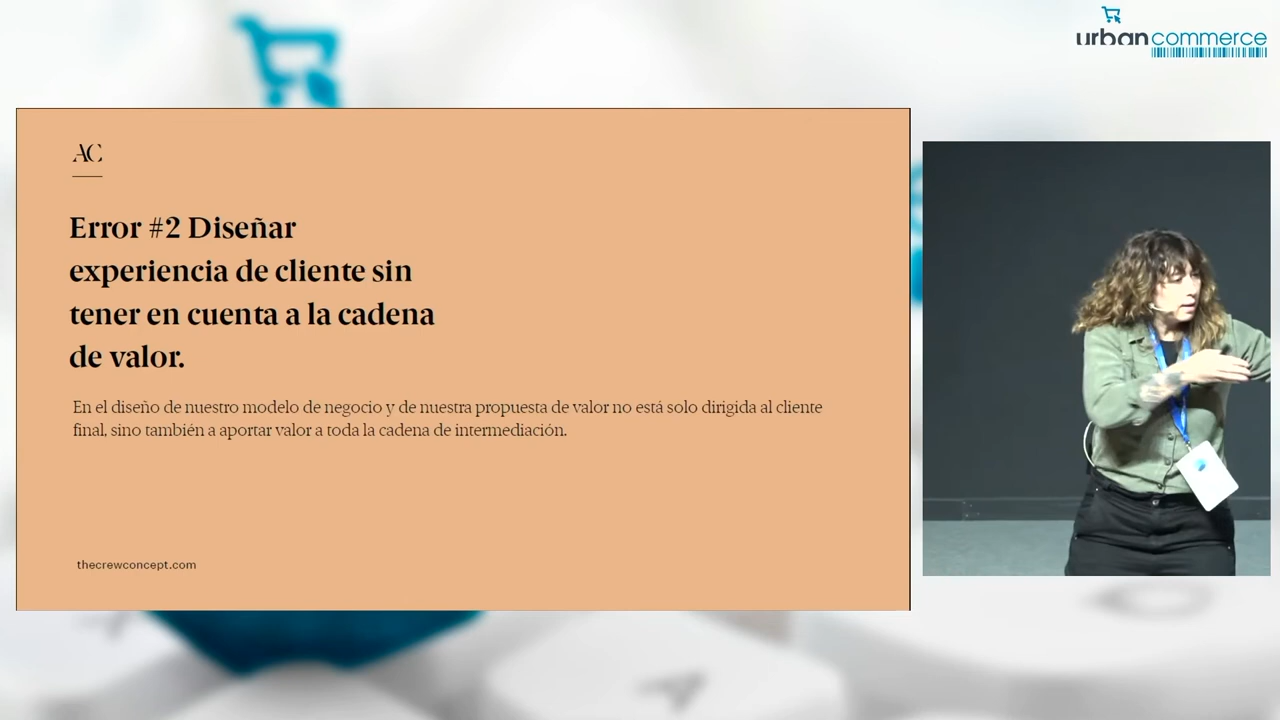 urbancommerce
AC
Error #2 Diseñar
experiencia de cliente sin
tener en cuenta a la cadena
de valor.
En el diseño de nuestro modelo de negocio y de nuestra propuesta de valor no está solo dirigida al cliente
final, sino también a aportar valor a toda la cadena de intermediación.
thecrewconcept.com